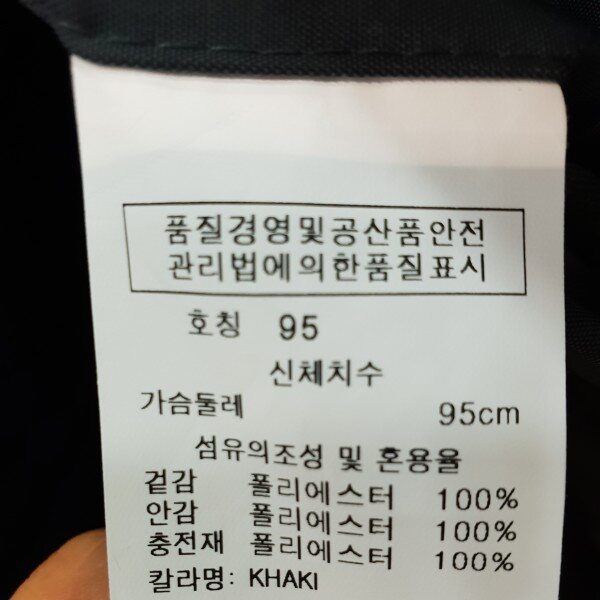 품질경영및공산품안전
관리법에의한품질표시
호칭 95
신체치수
가슴둘레 95cm
섬유의조성 및 혼용율
겉감 폴리에스터 100%
안감 폴리에스터 100%
충전재 폴리에스터 100%
칼라명: KHAKI